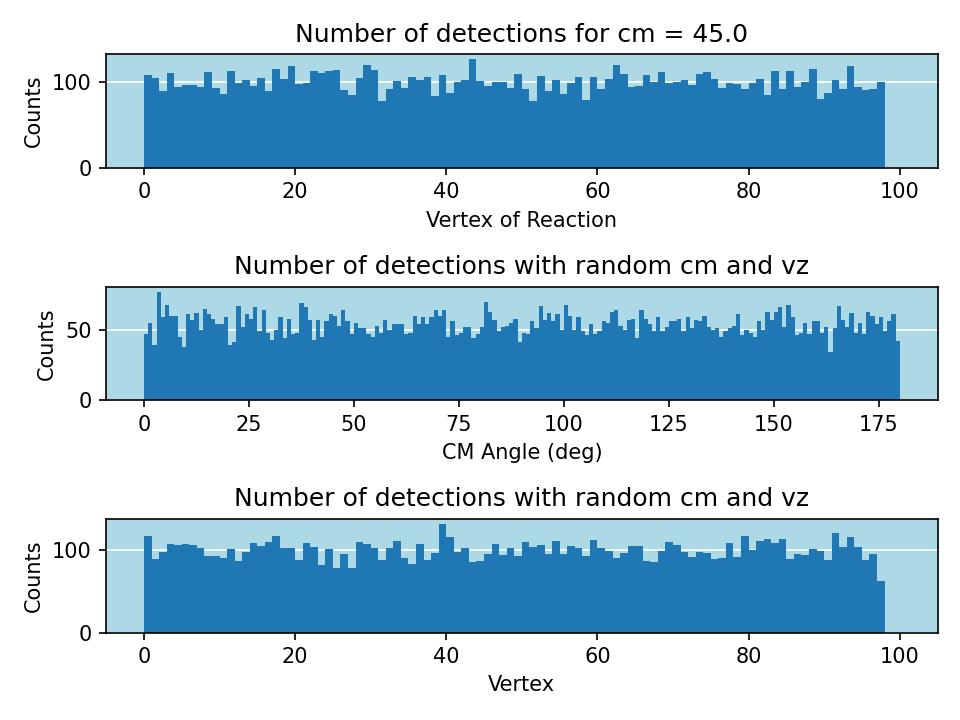 Number of detections for cm = 45.0
Counts
100
0
0 20 40 60 80 100
Vertex of Reaction
Number of detections with random cm and vz
Counts
50
0
0 25 50 75 100 125 150 175
CM Angle (deg)
Number of detections with random cm and vz
Counts
100
0
0 20 40 60 80 100
Vertex